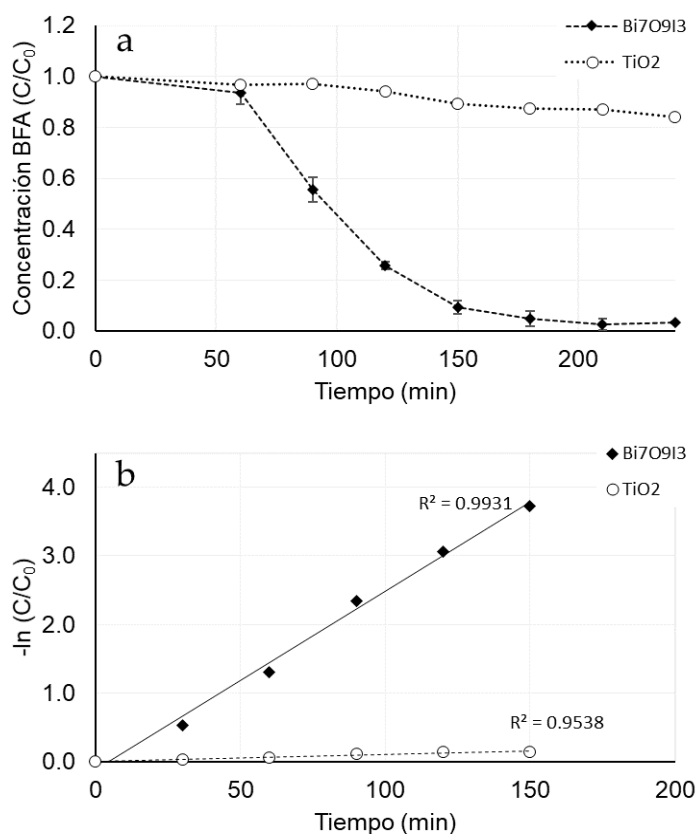 a
Bi7O9I3
TiO2
Concentración BFA (C/C0)
1.2
1.0
0.8
0.6
0.4
0.2
0.0
0
50
100
150
200
Tiempo (min)
b
Bi7O9I3
TiO2
-ln (C/C0)
4.0
3.0
2.0
1.0
0.0
R² = 0.9931
R² = 0.9538
0
50
100
150
200
Tiempo (min)